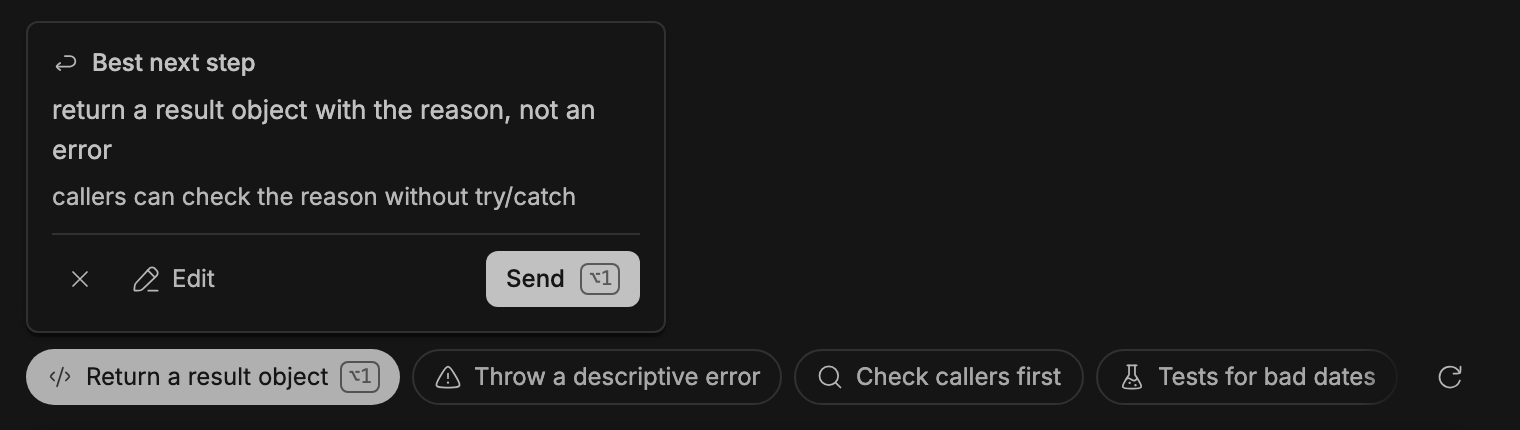 Best next step
return a result object with the reason, not an
error
callers can check the reason without try/catch
Edit
Send ⌥1
Return a result object ⌥1
Throw a descriptive error
Check callers first
Tests for bad dates